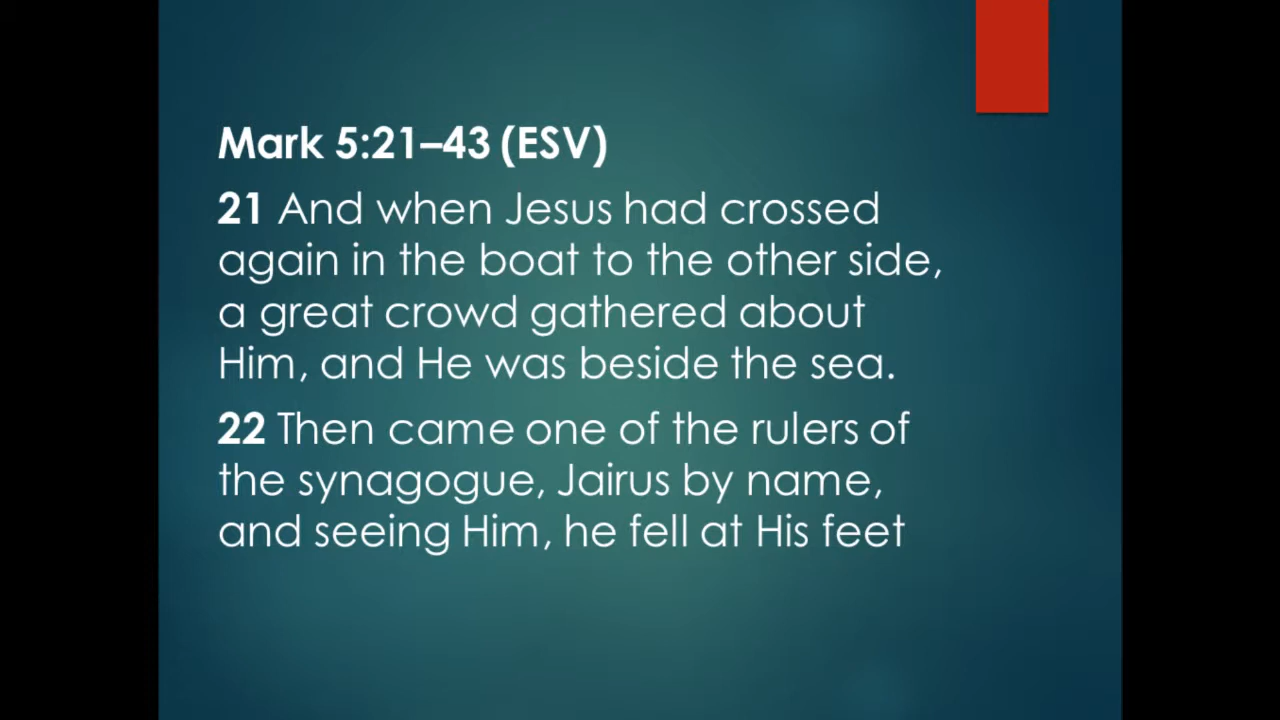 Mark 5:21–43 (ESV)
21 And when Jesus had crossed
again in the boat to the other side,
a great crowd gathered about
Him, and He was beside the sea.
22 Then came one of the rulers of
the synagogue, Jairus by name,
and seeing Him, he fell at His feet